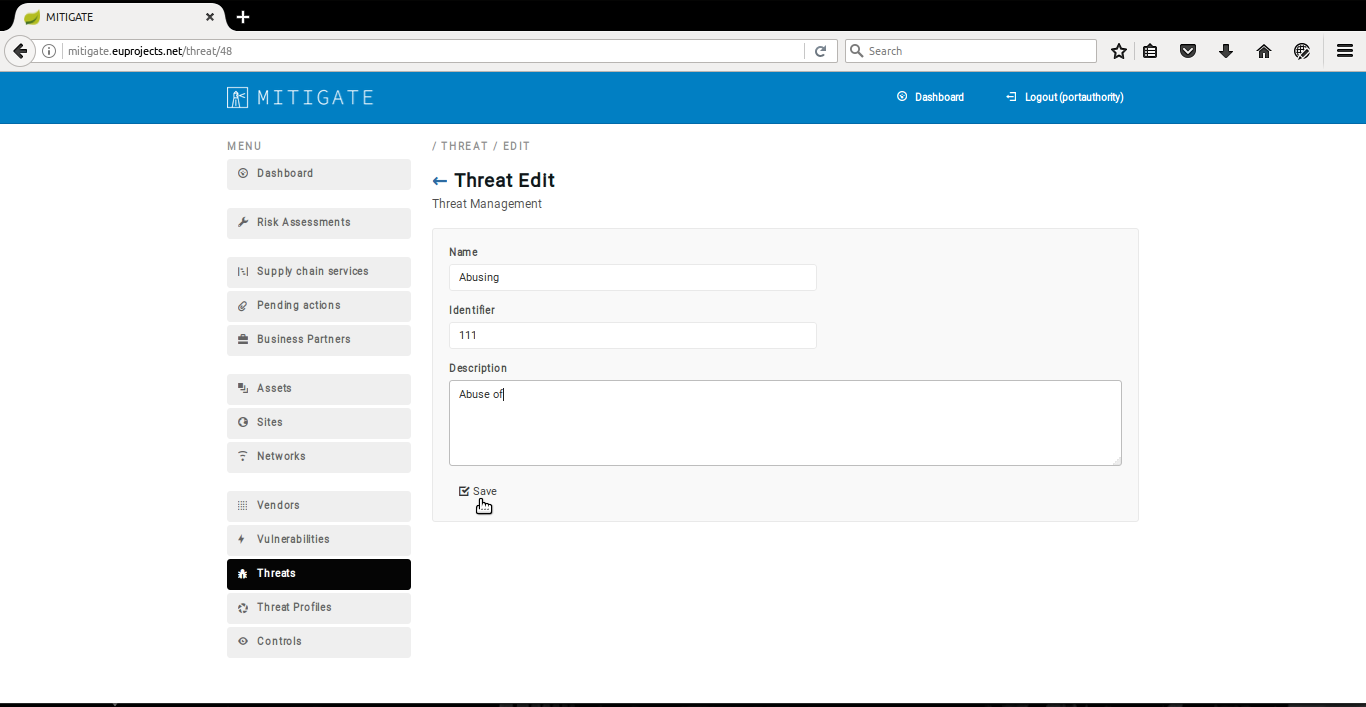 MITIGATE
mitigate.euprojects.net/threat/48
Search
MITIGATE
Dashboard
Logout (portauthority)
MENU
Dashboard
Risk Assessments
Supply chain services
Pending actions
Business Partners
Assets
Sites
Networks
Vendors
Vulnerabilities
Threats
Threat Profiles
Controls
/ THREAT / EDIT
← Threat Edit
Threat Management
Name
Abusing
Identifier
111
Description
Abuse of
Save